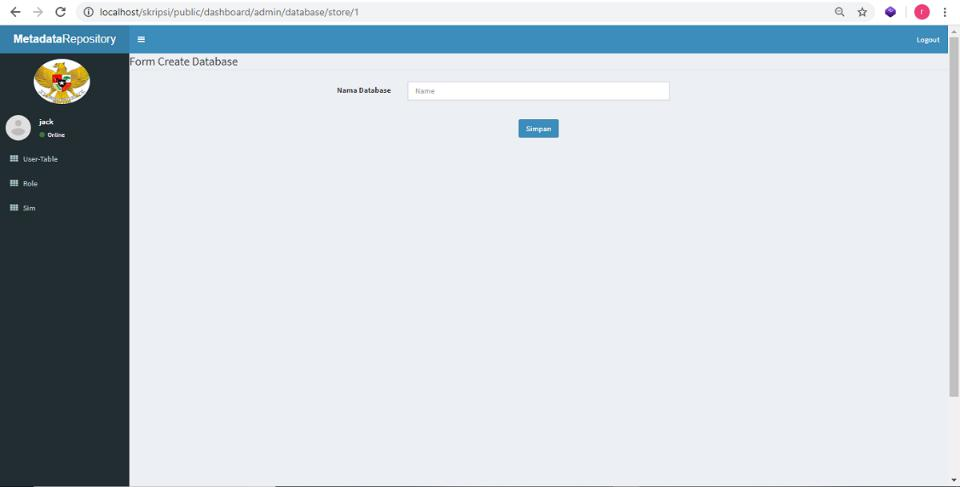 localhost/skripsi/public/dashboard/admin/database/store/1
r
MetadataRepository
Logout
Form Create Database
Nama Database
Name
jack
Online
Simpan
User-Table
Role
Sim